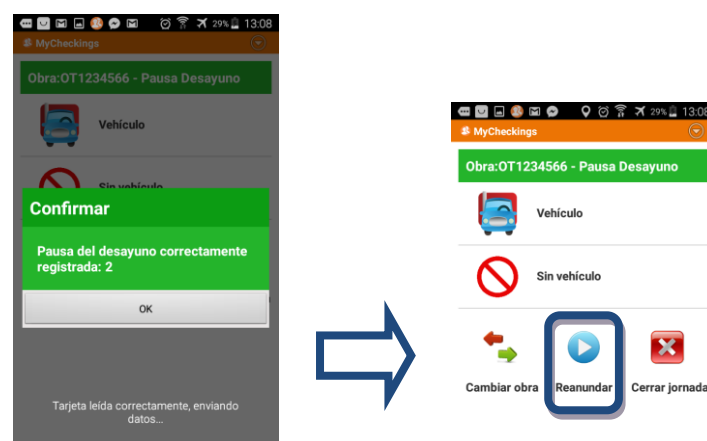 29% 13:08
MyCheckings
Obra:OT1234566 - Pausa Desayuno
Vehículo
Sin vehículo
Confirmar
Pausa del desayuno correctamente
registrada: 2
OK
Tarjeta leída correctamente, enviando
datos...
29% 13:08
MyCheckings
Obra:OT1234566 - Pausa Desayuno
Vehículo
Sin vehículo
Cambiar obra Reanundar Cerrar jornada